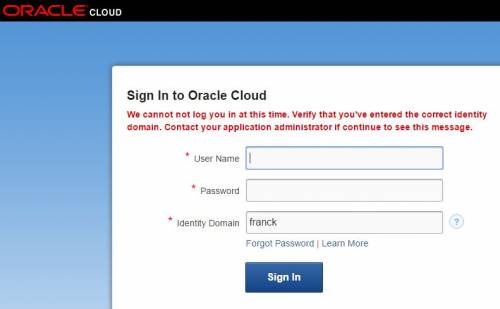 ORACLE CLOUD
Sign In to Oracle Cloud
We cannot not log you in at this time. Verify that you've entered the correct identity
domain. Contact your application administrator if continue to see this message.
* User Name
* Password
* Identity Domain franck ?
Forgot Password | Learn More
Sign In